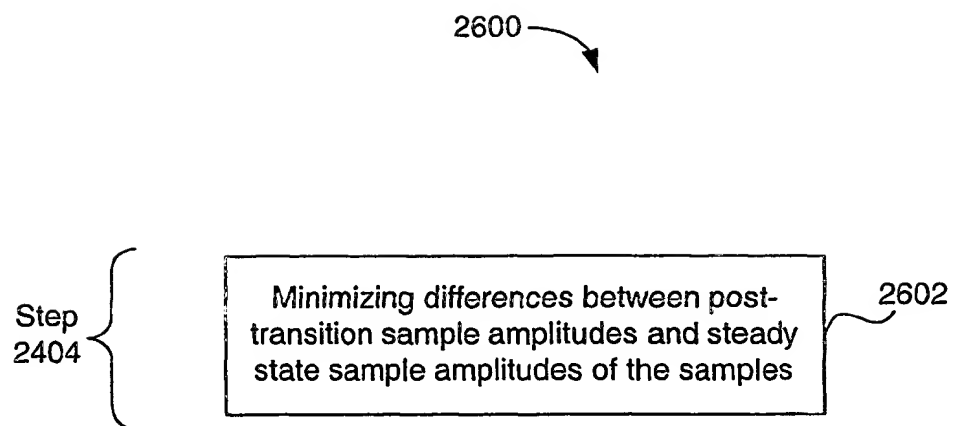 2600
Step
2404
Minimizing differences between post-
transition sample amplitudes and steady
state sample amplitudes of the samples
2602